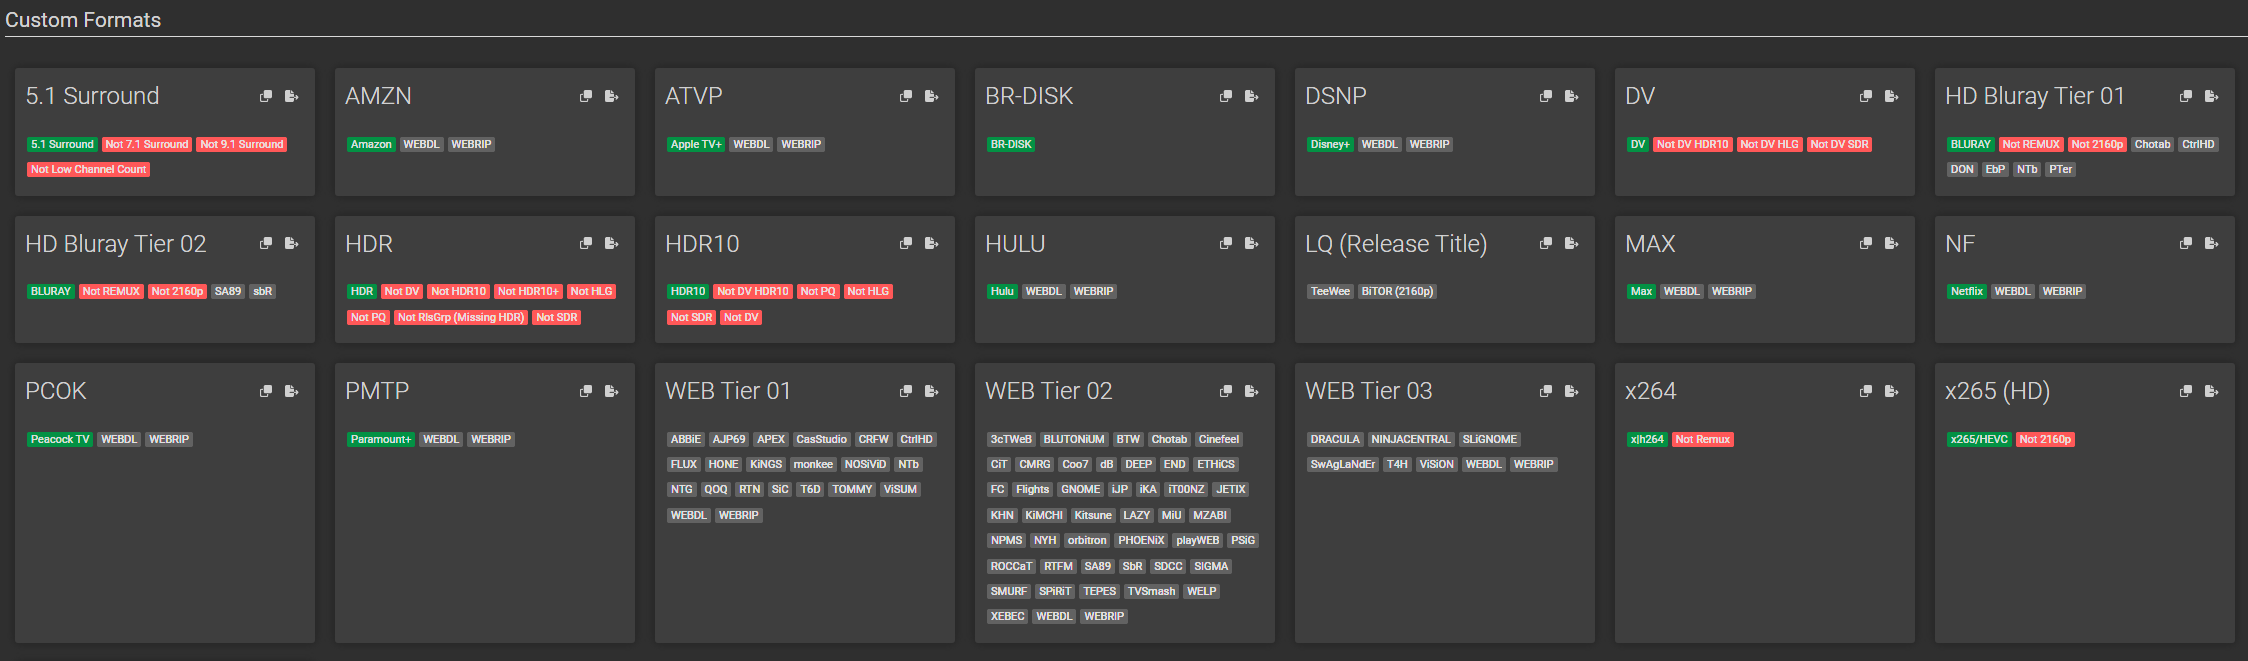 Custom Formats
5.1 Surround
5.1 Surround Not 7.1 Surround Not 9.1 Surround
Not Low Channel Count
AMZN
Amazon WEBDL WEBRIP
ATVP
Apple TV+ WEBDL WEBRIP
BR-DISK
BR-DISK
DSNP
Disney+ WEBDL WEBRIP
DV
DV Not DV HDR10 Not DV HLG Not DV SDR
HD Bluray Tier 01
BLURAY Not REMUX Not 2160p Chotab CtrlHD
DON EbP NTb PTer
HD Bluray Tier 02
BLURAY Not REMUX Not 2160p SA89 sbR
HDR
HDR Not DV Not HDR10 Not HDR10+ Not HLG
Not PQ Not RlsGrp (Missing HDR) Not SDR
HDR10
HDR10 Not DV HDR10 Not PQ Not HLG
Not SDR Not DV
HULU
Hulu WEBDL WEBRIP
LQ (Release Title)
TeeWee BiTOR (2160p)
MAX
Max WEBDL WEBRIP
NF
Netflix WEBDL WEBRIP
PCOK
Peacock TV WEBDL WEBRIP
PMTP
Paramount+ WEBDL WEBRIP
WEB Tier 01
ABBiE AJP69 APEX CasStudio CRFW CtrlHD
FLUX HONE KiNGS monkee NOSiViD NTb
NTG QOQ RTN SiC T6D TOMMY ViSUM
WEBDL WEBRIP
WEB Tier 02
3cTWeB BLUTONiUM BTW Chotab Cinefeel
CiT CMRG Coo7 dB DEEP END ETHiCS
FC Flights GNOME iJP iKA iT00NZ JETIX
KHN KiMCHI Kitsune LAZY MiU MZABI
NPMS NYH orbitron PHOENiX playWEB PSiG
ROCCaT RTFM SA89 SbR SDCC SIGMA
SMURF SPiRiT TEPES TVSmash WELP
XEBEC WEBDL WEBRIP
WEB Tier 03
DRACULA NINJACENTRAL SLiGNOME
SwAgLaNdEr T4H ViSiON WEBDL WEBRIP
x264
x|h264 Not Remux
x265 (HD)
x265/HEVC Not 2160p